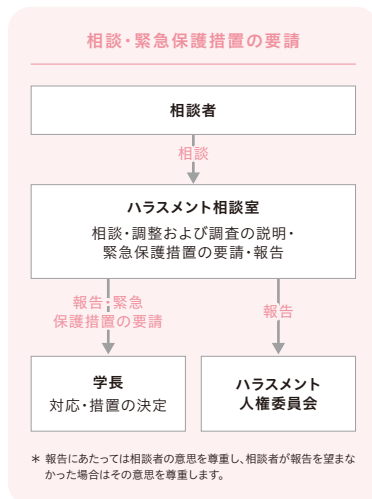 相談・緊急保護措置の要請
相談者
相談
ハラスメント相談室
相談・調整および調査の説明・
緊急保護措置の要請・報告
報告・緊急
保護措置の要請
報告
学長
対応・措置の決定
ハラスメント
人権委員会
＊ 報告にあたっては相談者の意思を尊重し、相談者が報告を望まな
かった場合はその意思を尊重します。